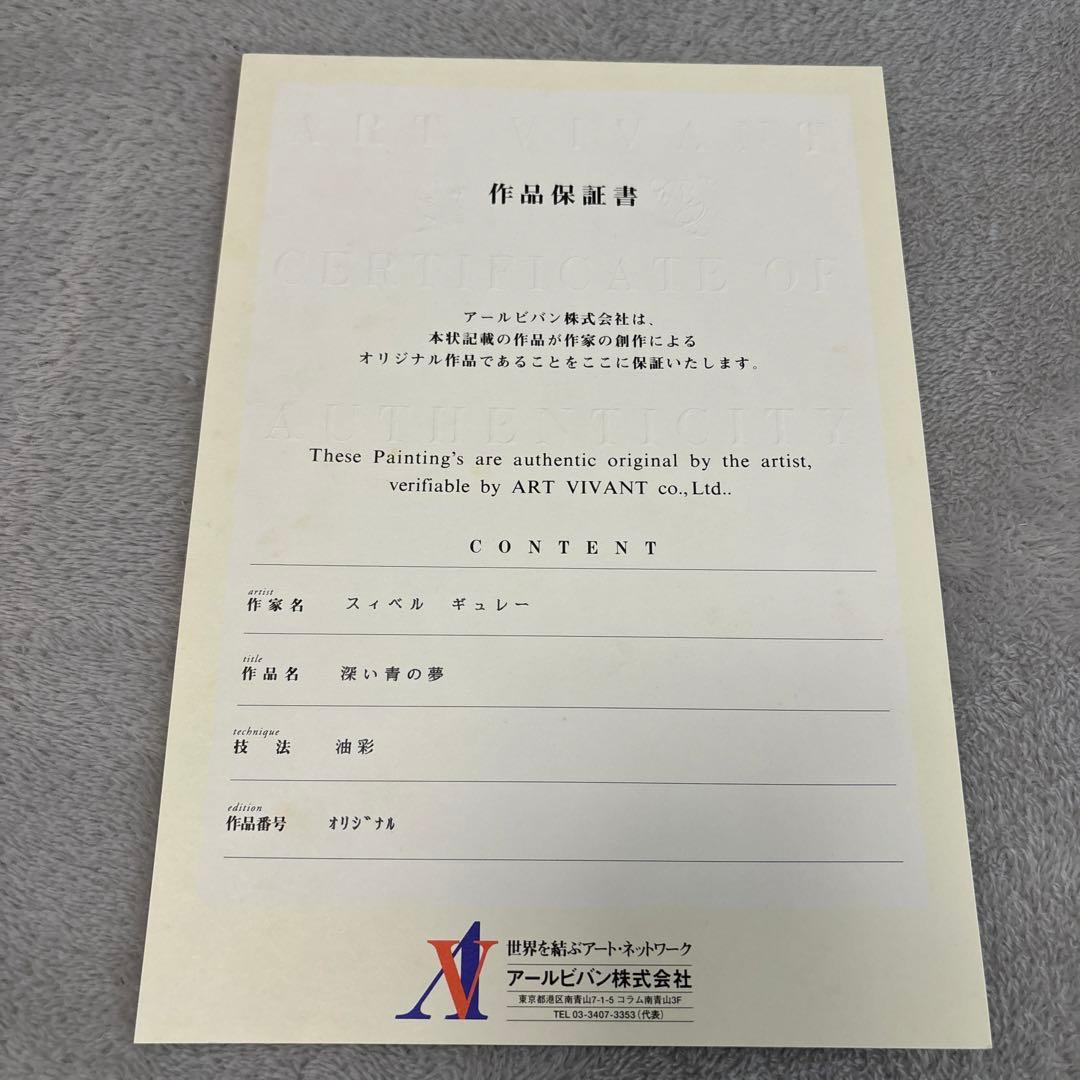 ART VIVANT
作品保証書
CERTIFICATE OF
アールビバン株式会社は、
本状記載の作品が作家の創作による
オリジナル作品であることをここに保証いたします。
AUTHENTICITY
These Painting's are authentic original by the artist,
verifiable by ART VIVANT co.,Ltd..
CONTENT
artist
作家名 スィベル ギュレー
title
作品名 深い青の夢
technique
技 法 油彩
edition
作品番号 ｵﾘｼﾞﾅﾙ
AV
世界を結ぶアート・ネットワーク
アールビバン株式会社
東京都港区南青山7-1-5 コラム南青山3F
TEL 03-3407-3353(代表)